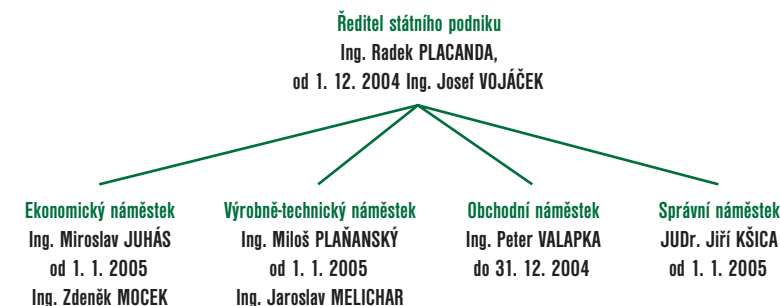 Ředitel státního podniku
Ing. Radek PLACANDA,
od 1. 12. 2004 Ing. Josef VOJÁČEK
Ekonomický náměstek
Ing. Miroslav JUHÁS
od 1. 1. 2005
Ing. Zdeněk MOCEK
Výrobně-technický náměstek
Ing. Miloš PLAŇANSKÝ
od 1. 1. 2005
Ing. Jaroslav MELICHAR
Obchodní náměstek
Ing. Peter VALAPKA
do 31. 12. 2004
Správní náměstek
JUDr. Jiří KŠICA
od 1. 1. 2005